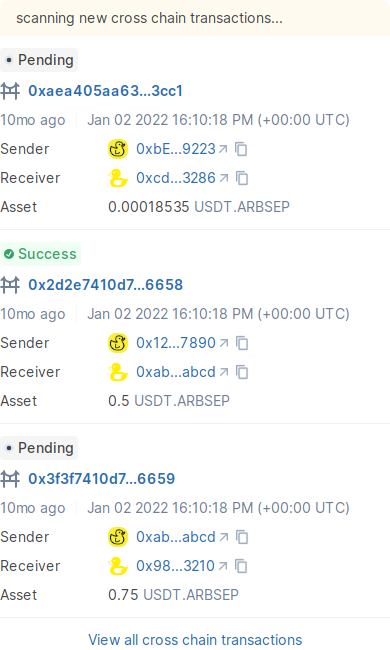 scanning new cross chain transactions...
Pending
0xaea405aa63...3cc1
10mo ago Jan 02 2022 16:10:18 PM (+00:00 UTC)
Sender 0xbE...9223
Receiver 0xcd...3286
Asset 0.00018535 USDT.ARBSEP
Success
0x2d2e7410d7...6658
10mo ago Jan 02 2022 16:10:18 PM (+00:00 UTC)
Sender 0x12...7890
Receiver 0xab...abcd
Asset 0.5 USDT.ARBSEP
Pending
0x3f3f7410d7...6659
10mo ago Jan 02 2022 16:10:18 PM (+00:00 UTC)
Sender 0xab...abcd
Receiver 0x98...3210
Asset 0.75 USDT.ARBSEP
View all cross chain transactions